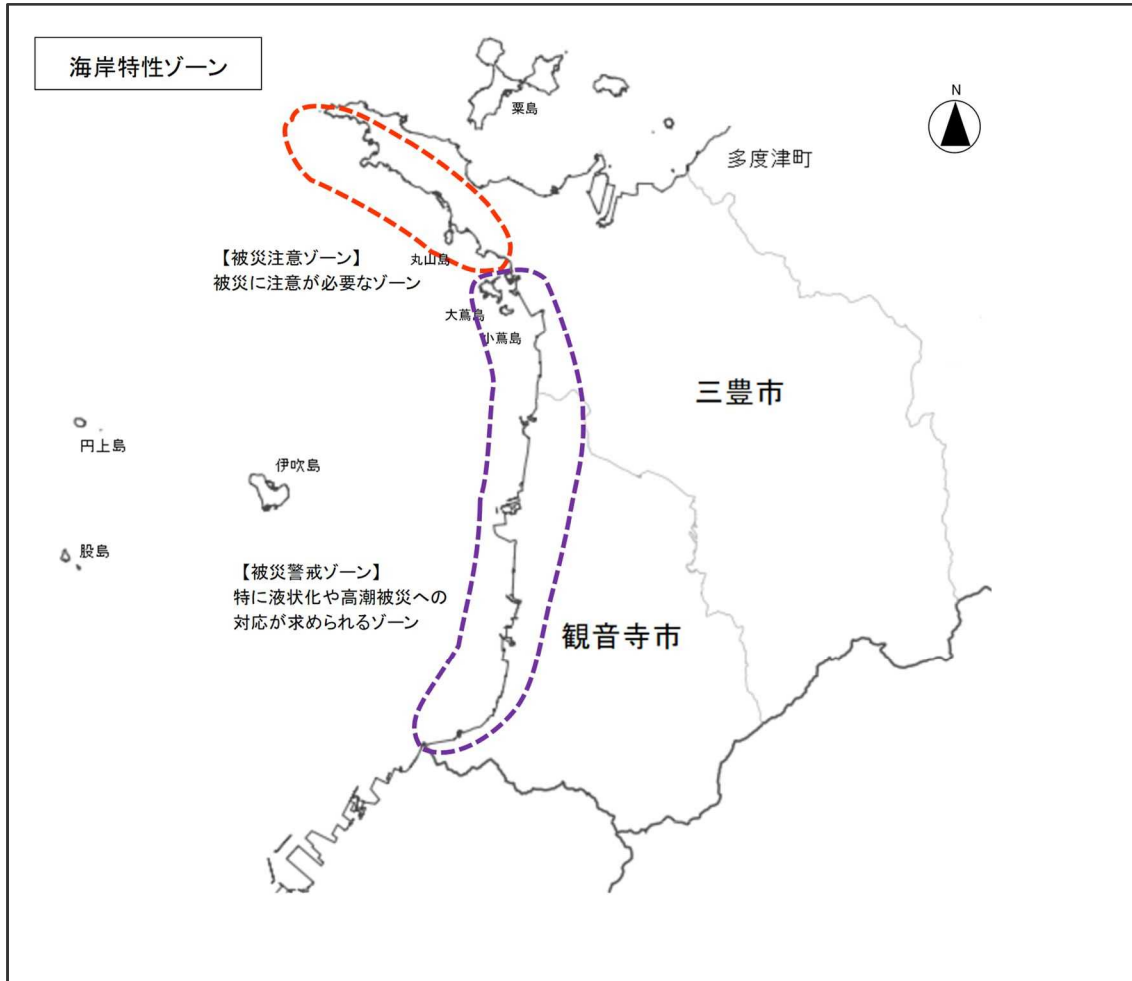 海岸特性ゾーン
N
粟島
多度津町
【被災注意ゾーン】
被災に注意が必要なゾーン
丸山島
大蔦島
小蔦島
三豊市
円上島
伊吹島
股島
【被災警戒ゾーン】
特に液状化や高潮被災への
対応が求められるゾーン
観音寺市